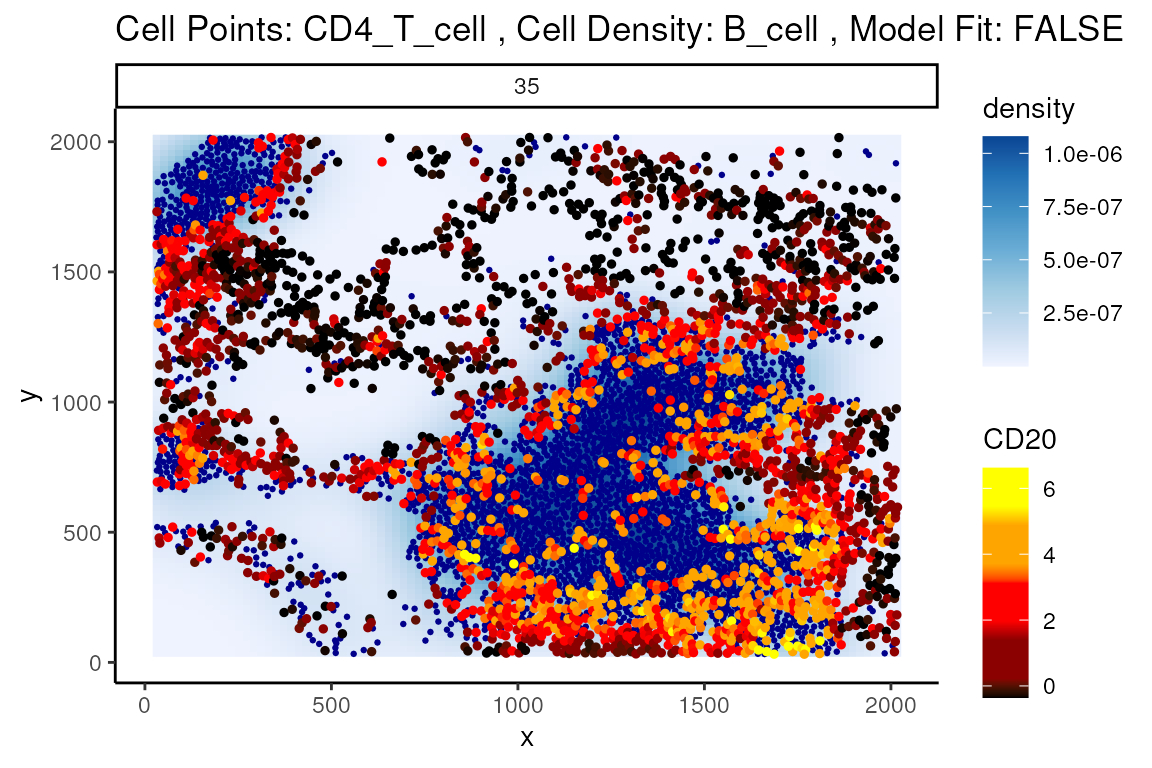 Cell Points: CD4_T_cell , Cell Density: B_cell , Model Fit: FALSE
35
density
1.0e-06
7.5e-07
5.0e-07
2.5e-07
CD20
6
4
2
0
y
2000
1500
1000
500
0
0 500 1000 1500 2000
x